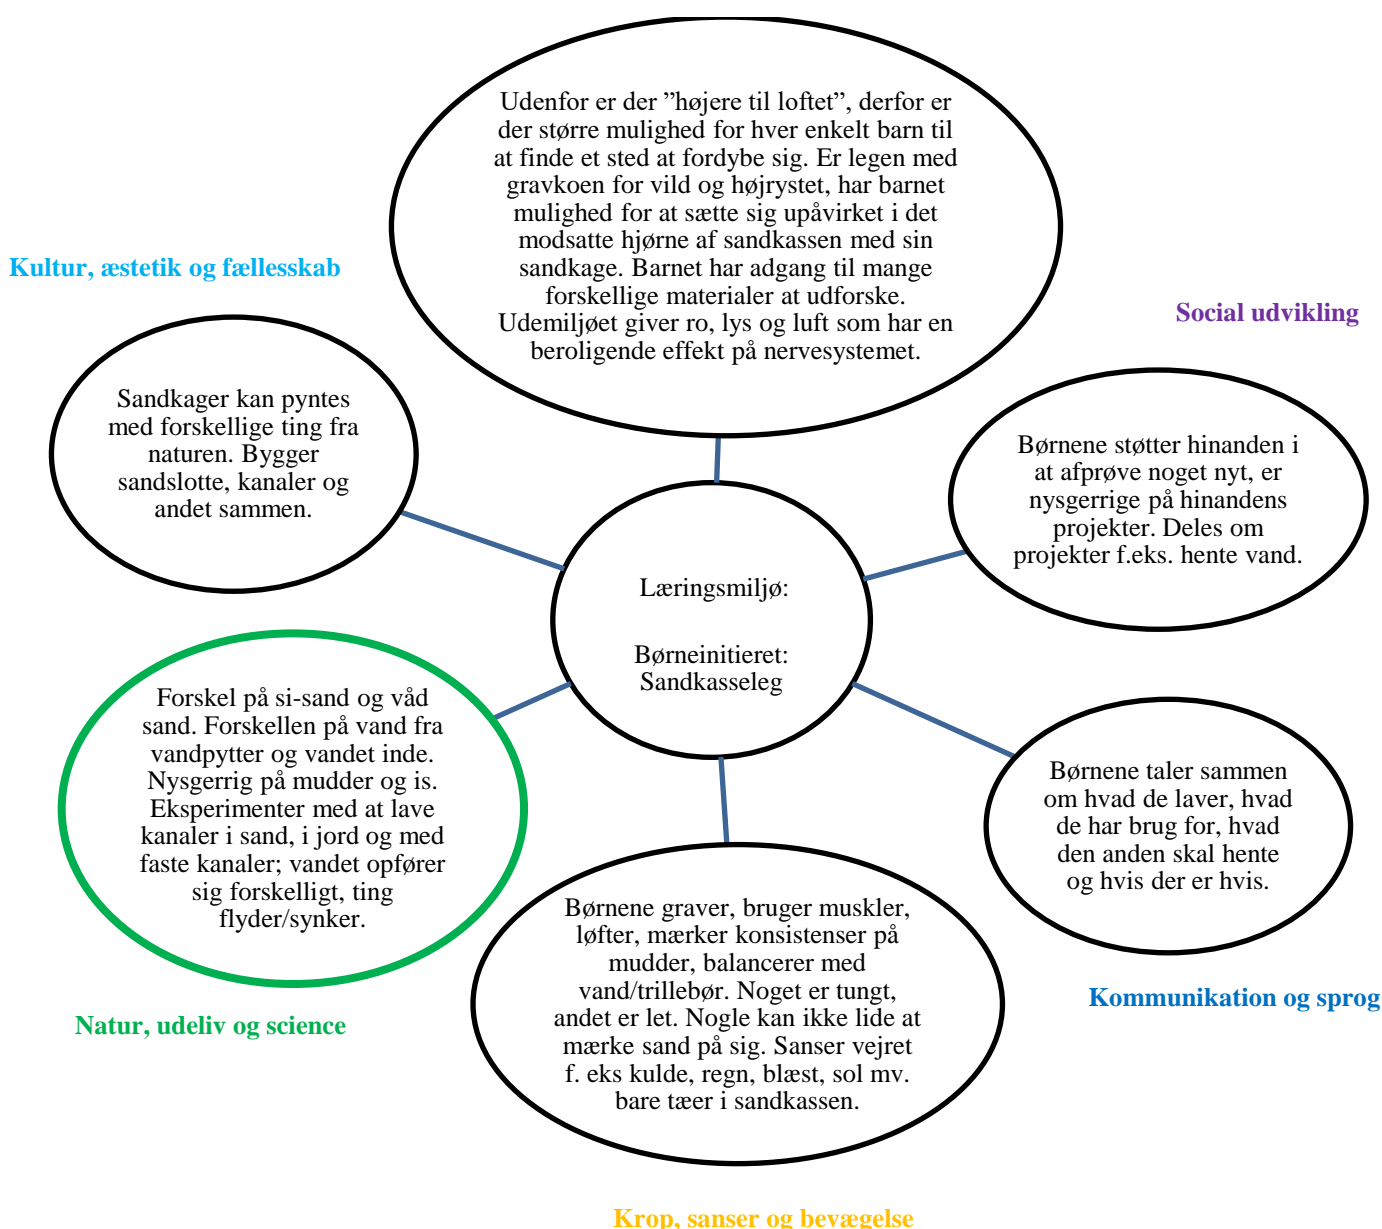 Udenfor er der ”højere til loftet”, derfor er
der større mulighed for hver enkelt barn til
at finde et sted at fordybe sig. Er legen med
gravkoen for vild og højrystet, har barnet
mulighed for at sætte sig upåvirket i det
modsatte hjørne af sandkassen med sin
sandkage. Barnet har adgang til mange
forskellige materialer at udforske.
Udemiljøet giver ro, lys og luft som har en
beroligende effekt på nervesystemet.
Kultur, æstetik og fællesskab
Sandkager kan pyntes
med forskellige ting fra
naturen. Bygger
sandslotte, kanaler og
andet sammen.
Social udvikling
Børnene støtter hinanden i
at afprøve noget nyt, er
nysgerrige på hinandens
projekter. Deles om
projekter f.eks. hente vand.
Læringsmiljø:
Børneinitieret:
Sandkasseleg
Forskel på si-sand og våd
sand. Forskellen på vand fra
vandpytter og vandet inde.
Nysgerrig på mudder og is.
Eksperimenter med at lave
kanaler i sand, i jord og med
faste kanaler; vandet opfører
sig forskelligt, ting
flyder/synker.
Natur, udeliv og science
Børnene taler sammen
om hvad de laver, hvad
de har brug for, hvad
den anden skal hente
og hvis der er hvis.
Kommunikation og sprog
Børnene graver, bruger muskler,
løfter, mærker konsistenser på
mudder, balancerer med
vand/trillebør. Noget er tungt,
andet er let. Nogle kan ikke lide at
mærke sand på sig. Sanser vejret
f. eks kulde, regn, blæst, sol mv.
bare tæer i sandkassen.
Krop, sanser og bevægelse